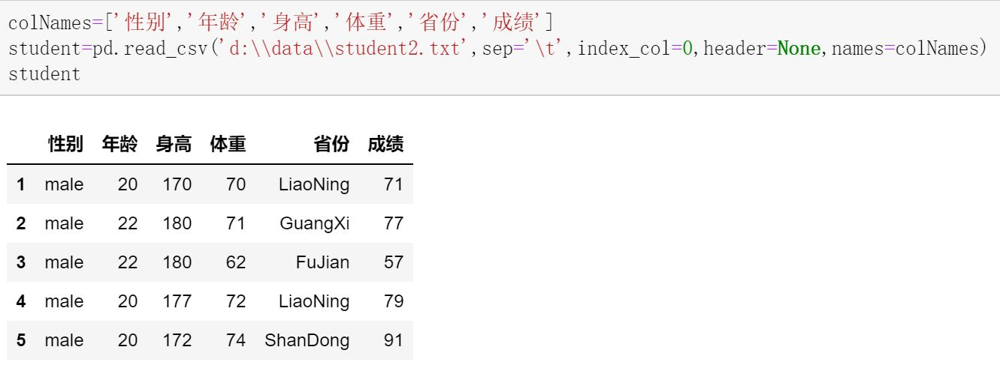 colNames=['性别','年龄','身高','体重','省份','成绩']
student=pd.read_csv('d:\\data\\student2.txt',sep='\t',index_col=0,header=None,names=colNames)
student
性别 年龄 身高 体重 省份 成绩
1 male 20 170 70 LiaoNing 71
2 male 22 180 71 GuangXi 77
3 male 22 180 62 FuJian 57
4 male 20 177 72 LiaoNing 79
5 male 20 172 74 ShanDong 91